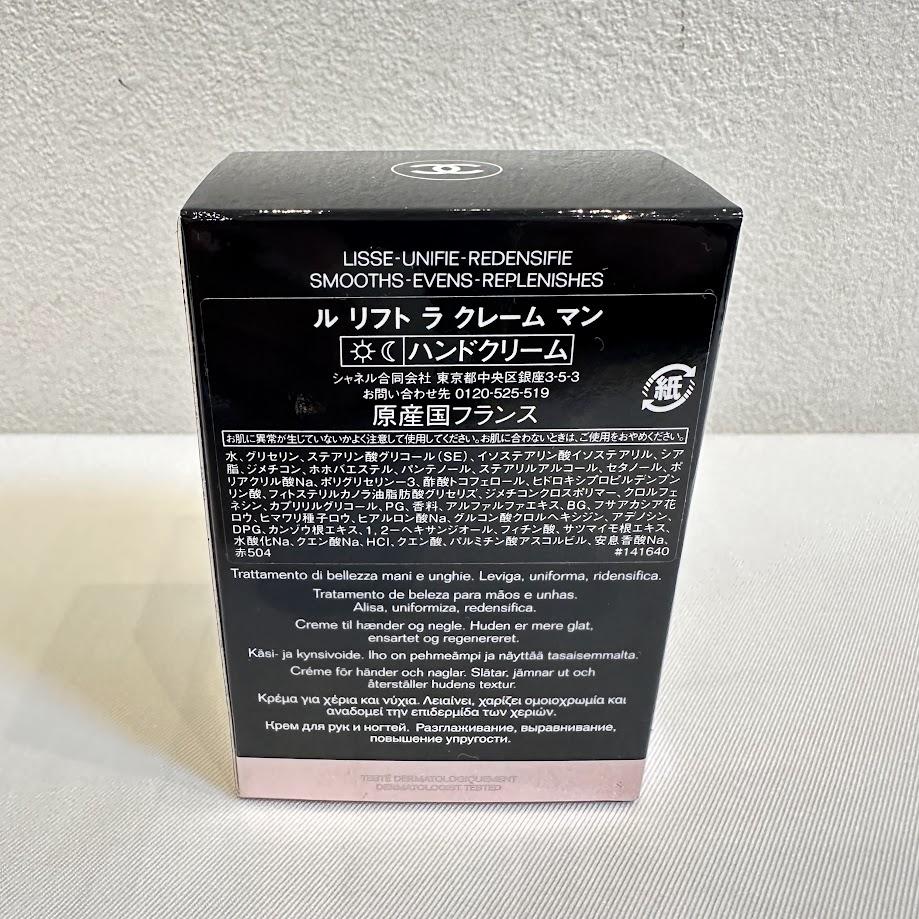 LISSE-UNIFIE-REDENSIFIE
SMOOTHS-EVENS-REPLENISHES
ル リフト ラ クレーム マン
ハンドクリーム
シャネル合同会社 東京都中央区銀座3-5-3
お問い合わせ先 0120-525-519
原産国フランス
紙
お肌に異常が生じていないかよく注意して使用してください。お肌に合わないときは、ご使用をおやめください。
水、グリセリン、ステアリン酸グリコール(SE)、イソステアリン酸イソステアリル、シア
脂、ジメチコン、ホホバエステル、パンテノール、ステアリルアルコール、セタノール、ポ
リアクリル酸Na、ポリグリセリン-3、酢酸トコフェロール、ヒドロキシプロピルデンプ
リン酸、フィトステリルカノラ油脂肪酸グリセリズ、ジメチコンクロスポリマー、クロルフェ
ネシン、カプリリルグリコール、PG、香料、アルファルファエキス、BG、フサアカシア花
ロウ、ヒマワリ種子ロウ、ヒアルロン酸Na、グルコン酸クロルヘキシジン、アデノシン、
DPG、カンゾウ根エキス、1,2-ヘキサンジオール、フィチン酸、サツマイモ根エキス、
水酸化Na、クエン酸Na、HCl、クエン酸、パルミチン酸アスコルビル、安息香酸Na、
赤504 #141640
Trattamento di bellezza mani e unghie. Leviga, uniforma, ridensifica.
Tratamento de beleza para mãos e unhas.
Alisa, uniformiza, redensifica.
Creme til hænder og negle. Huden er mere glat,
ensartet og regenereret.
Käsi- ja kynsivoide. Iho on pehmeämpi ja näyttää tasaisemmalta.
Créme för händer och naglar. Slätar, jämnar ut och
återställer hudens textur.
Κρέμα για χέρια και νύχια. Λειαίνει, χαρίζει ομοιοχρωμία και
αναδομεί την επιδερμίδα των χεριών.
Крем для рук и ногтей. Разглаживание, выравнивание,
повышение упругости.
TESTÉ DERMATOLOGIQUEMENT
DERMATOLOGIST TESTED
S